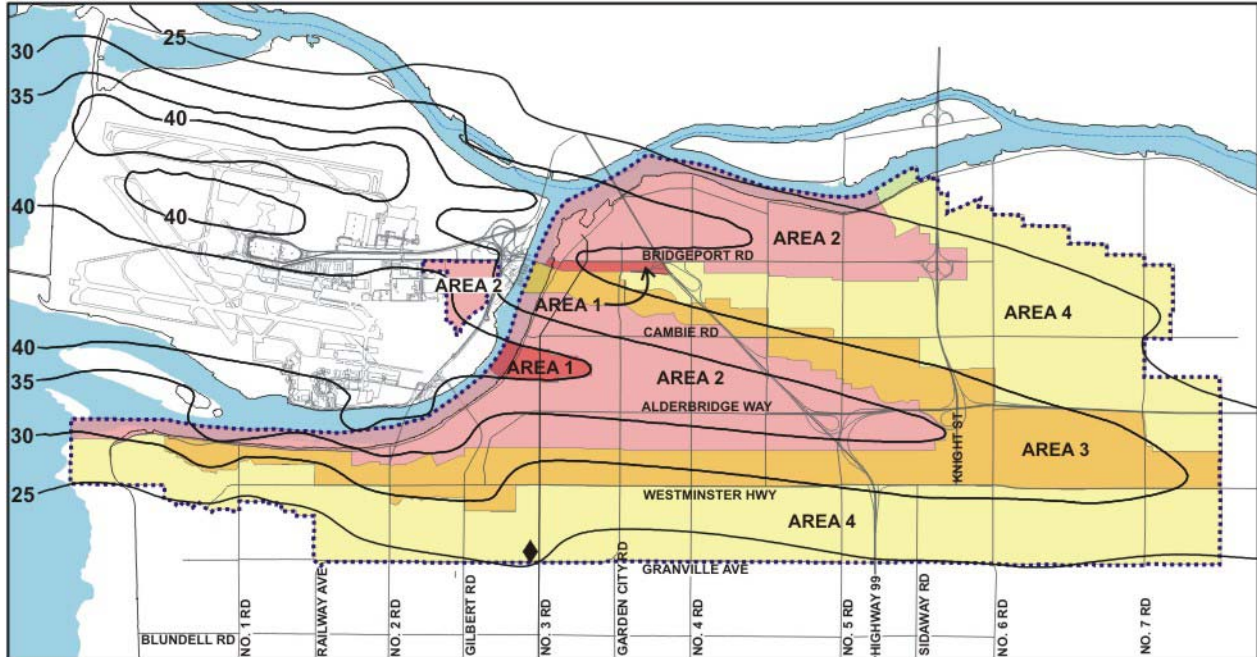 25
30
35
40
40
40
AREA 2
BRIDGEPORT RD
AREA 2
AREA 1
AREA 4
CAMBIE RD
40
AREA 1
35
AREA 2
ALDERBRIDGE WAY
30
KNIGHT ST
AREA 3
25
WESTMINSTER HWY
AREA 4
GRANVILLE AVE
BLUNDELL RD
NO. 1 RD
RAILWAY AVE
NO. 2 RD
GILBERT RD
NO. 3 RD
GARDEN CITY RD
NO. 4 RD
NO. 5 RD
HIGHWAY 99
SIDAWAY RD
NO. 6 RD
NO. 7 RD